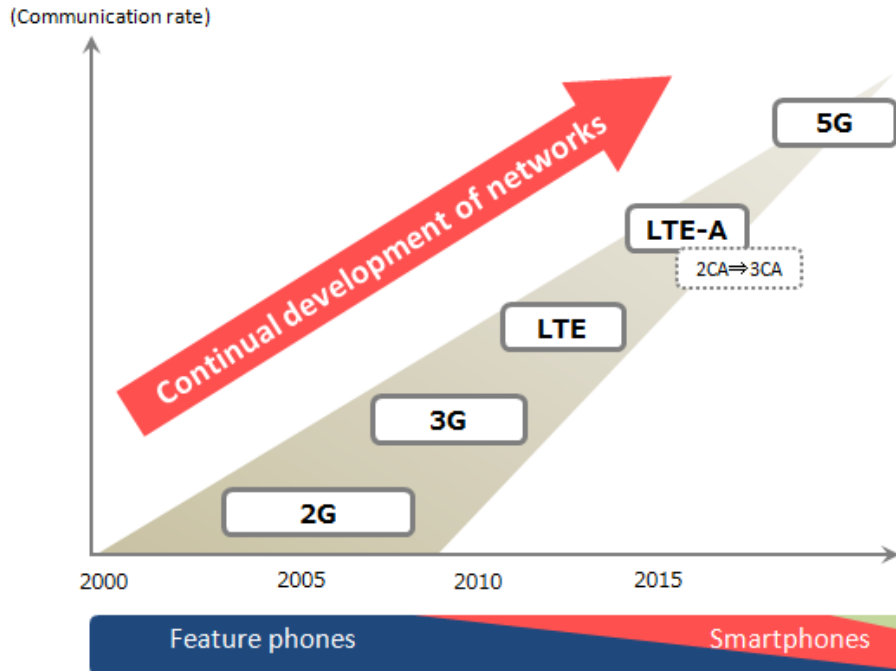 (Communication rate)
5G
LTE-A
2CA⇒3CA
Continual development of networks
LTE
3G
2G
2000 2005 2010 2015
Feature phones Smartphones